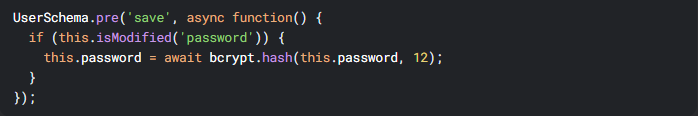 UserSchema.pre('save', async function() {
  if (this.isModified('password')) {
    this.password = await bcrypt.hash(this.password, 12);
  }
});